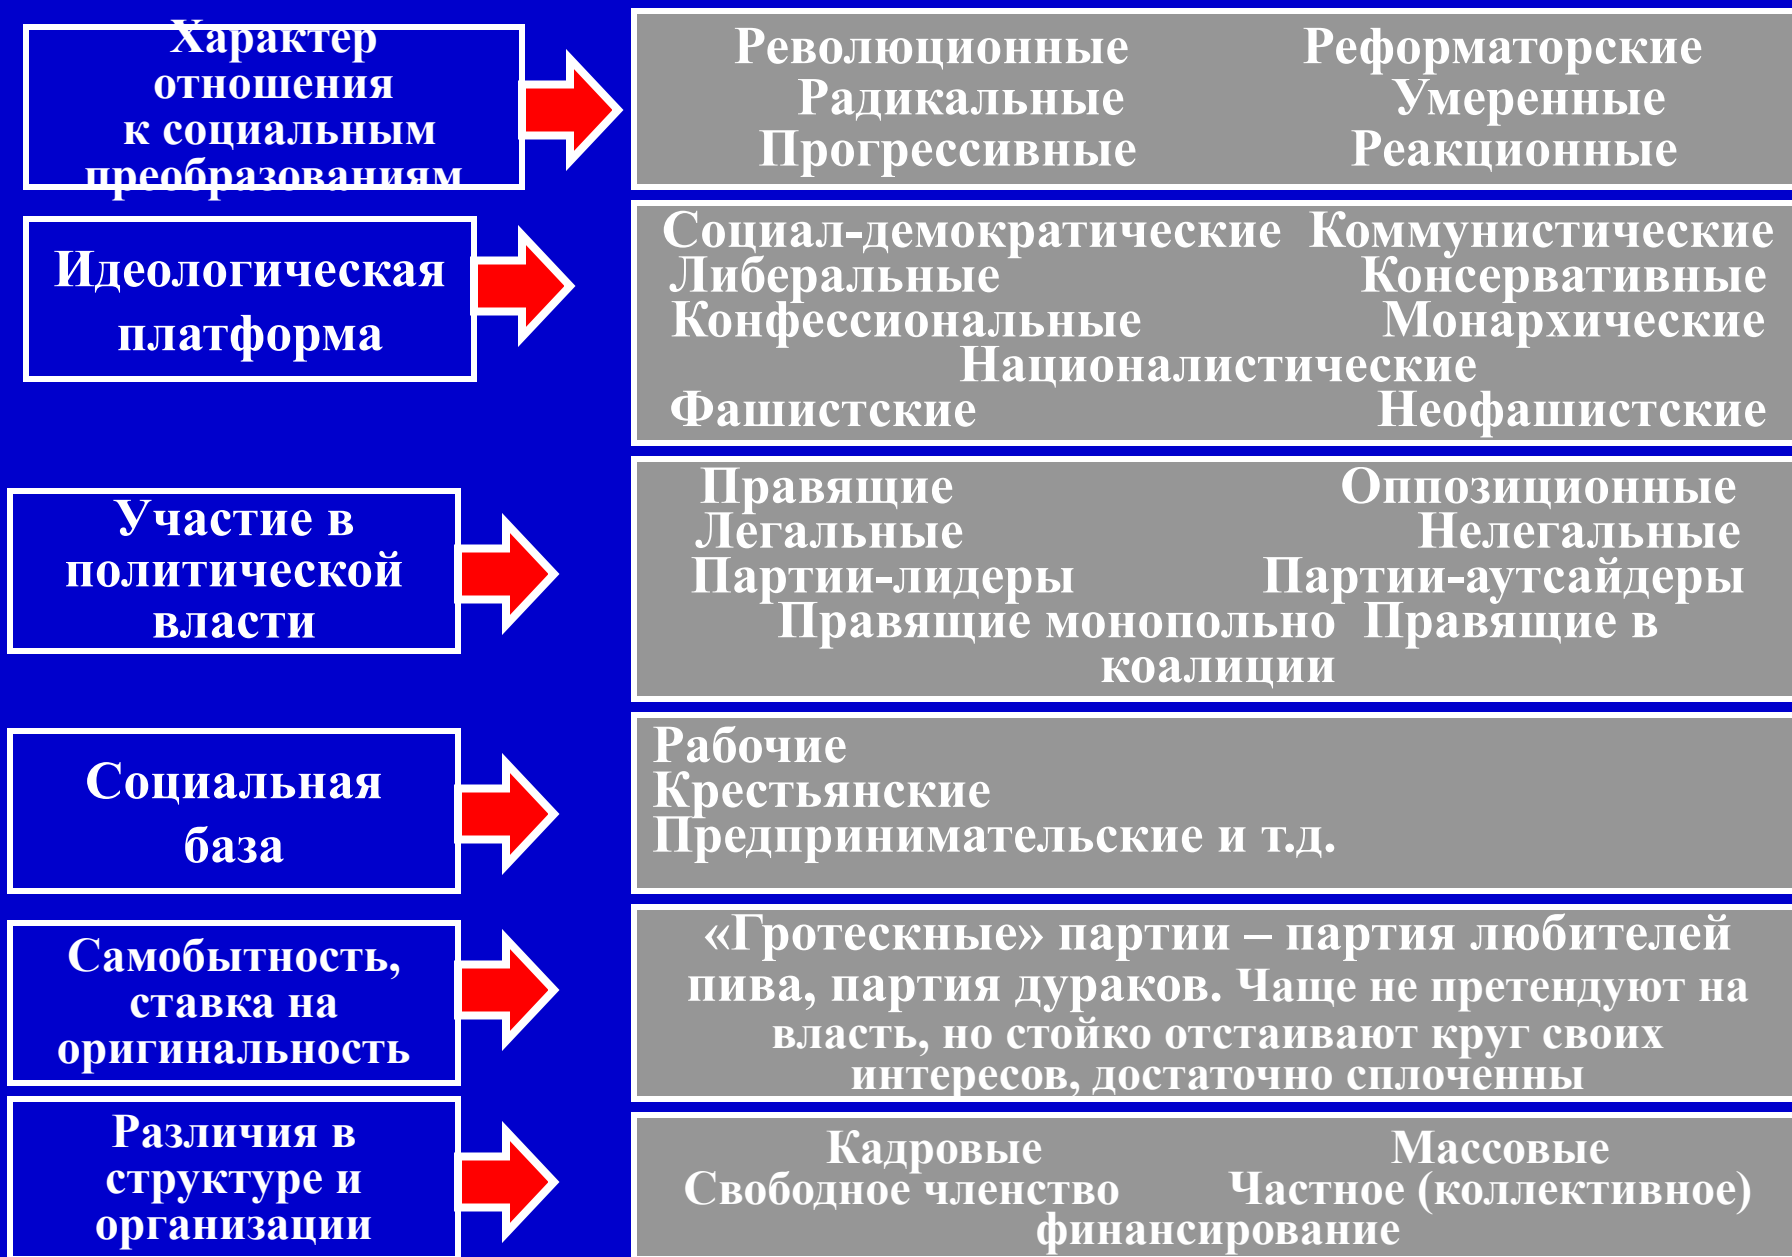 Характер
отношения
к социальным
преобразованиям
Революционные Реформаторские
Радикальные Умеренные
Прогрессивные Реакционные
Идеологическая
платформа
Социал-демократические Коммунистические
Либеральные Консервативные
Конфессиональные Монархические
Националистические
Фашистские Неофашистские
Участие в
политической
власти
Правящие Оппозиционные
Легальные Нелегальные
Партии-лидеры Партии-аутсайдеры
Правящие монопольно Правящие в
коалиции
Социальная
база
Рабочие
Крестьянские
Предпринимательские и т.д.
Самобытность,
ставка на
оригинальность
«Гротескные» партии – партия любителей
пива, партия дураков. Чаще не претендуют на
власть, но стойко отстаивают круг своих
интересов, достаточно сплоченны
Различия в
структуре и
организации
Кадровые Массовые
Свободное членство Частное (коллективное)
финансирование